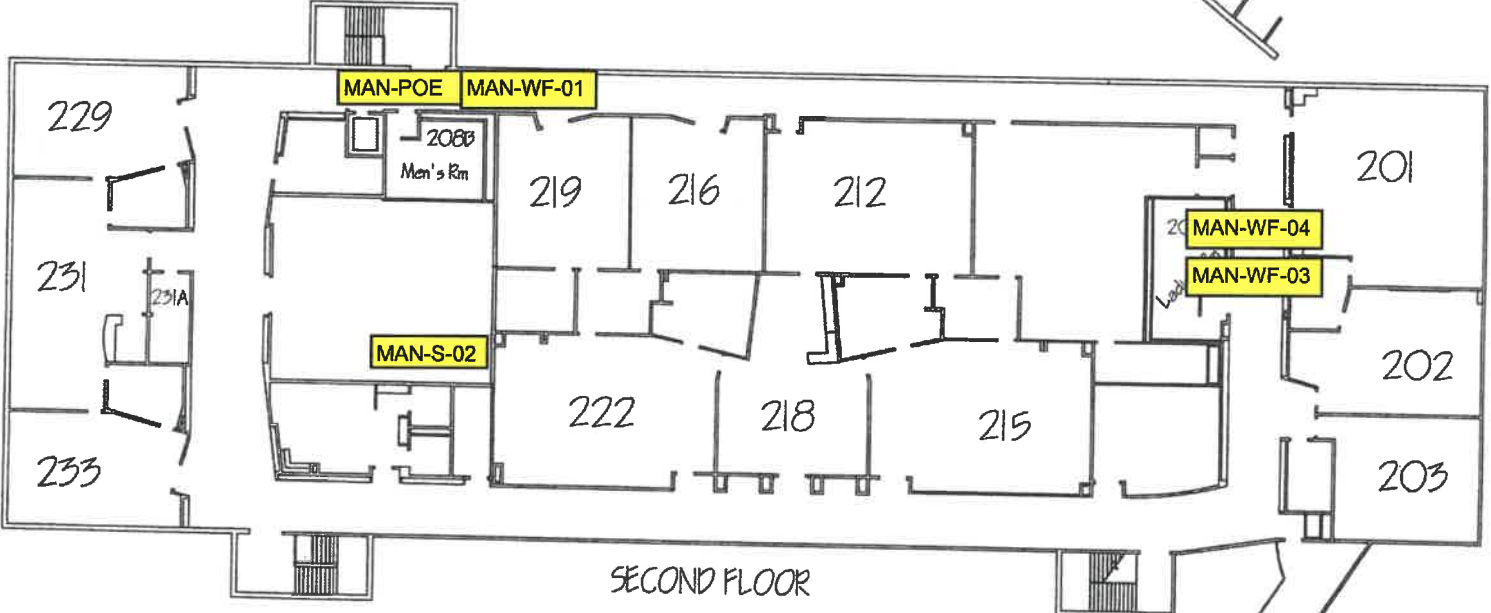 MAN-POE MAN-WF-01
229
208B
Men's Rm
219 216 212 201
MAN-WF-04
231
231A
MAN-WF-03
MAN-S-02
202
222 218 215
233
203
SECOND FLOOR